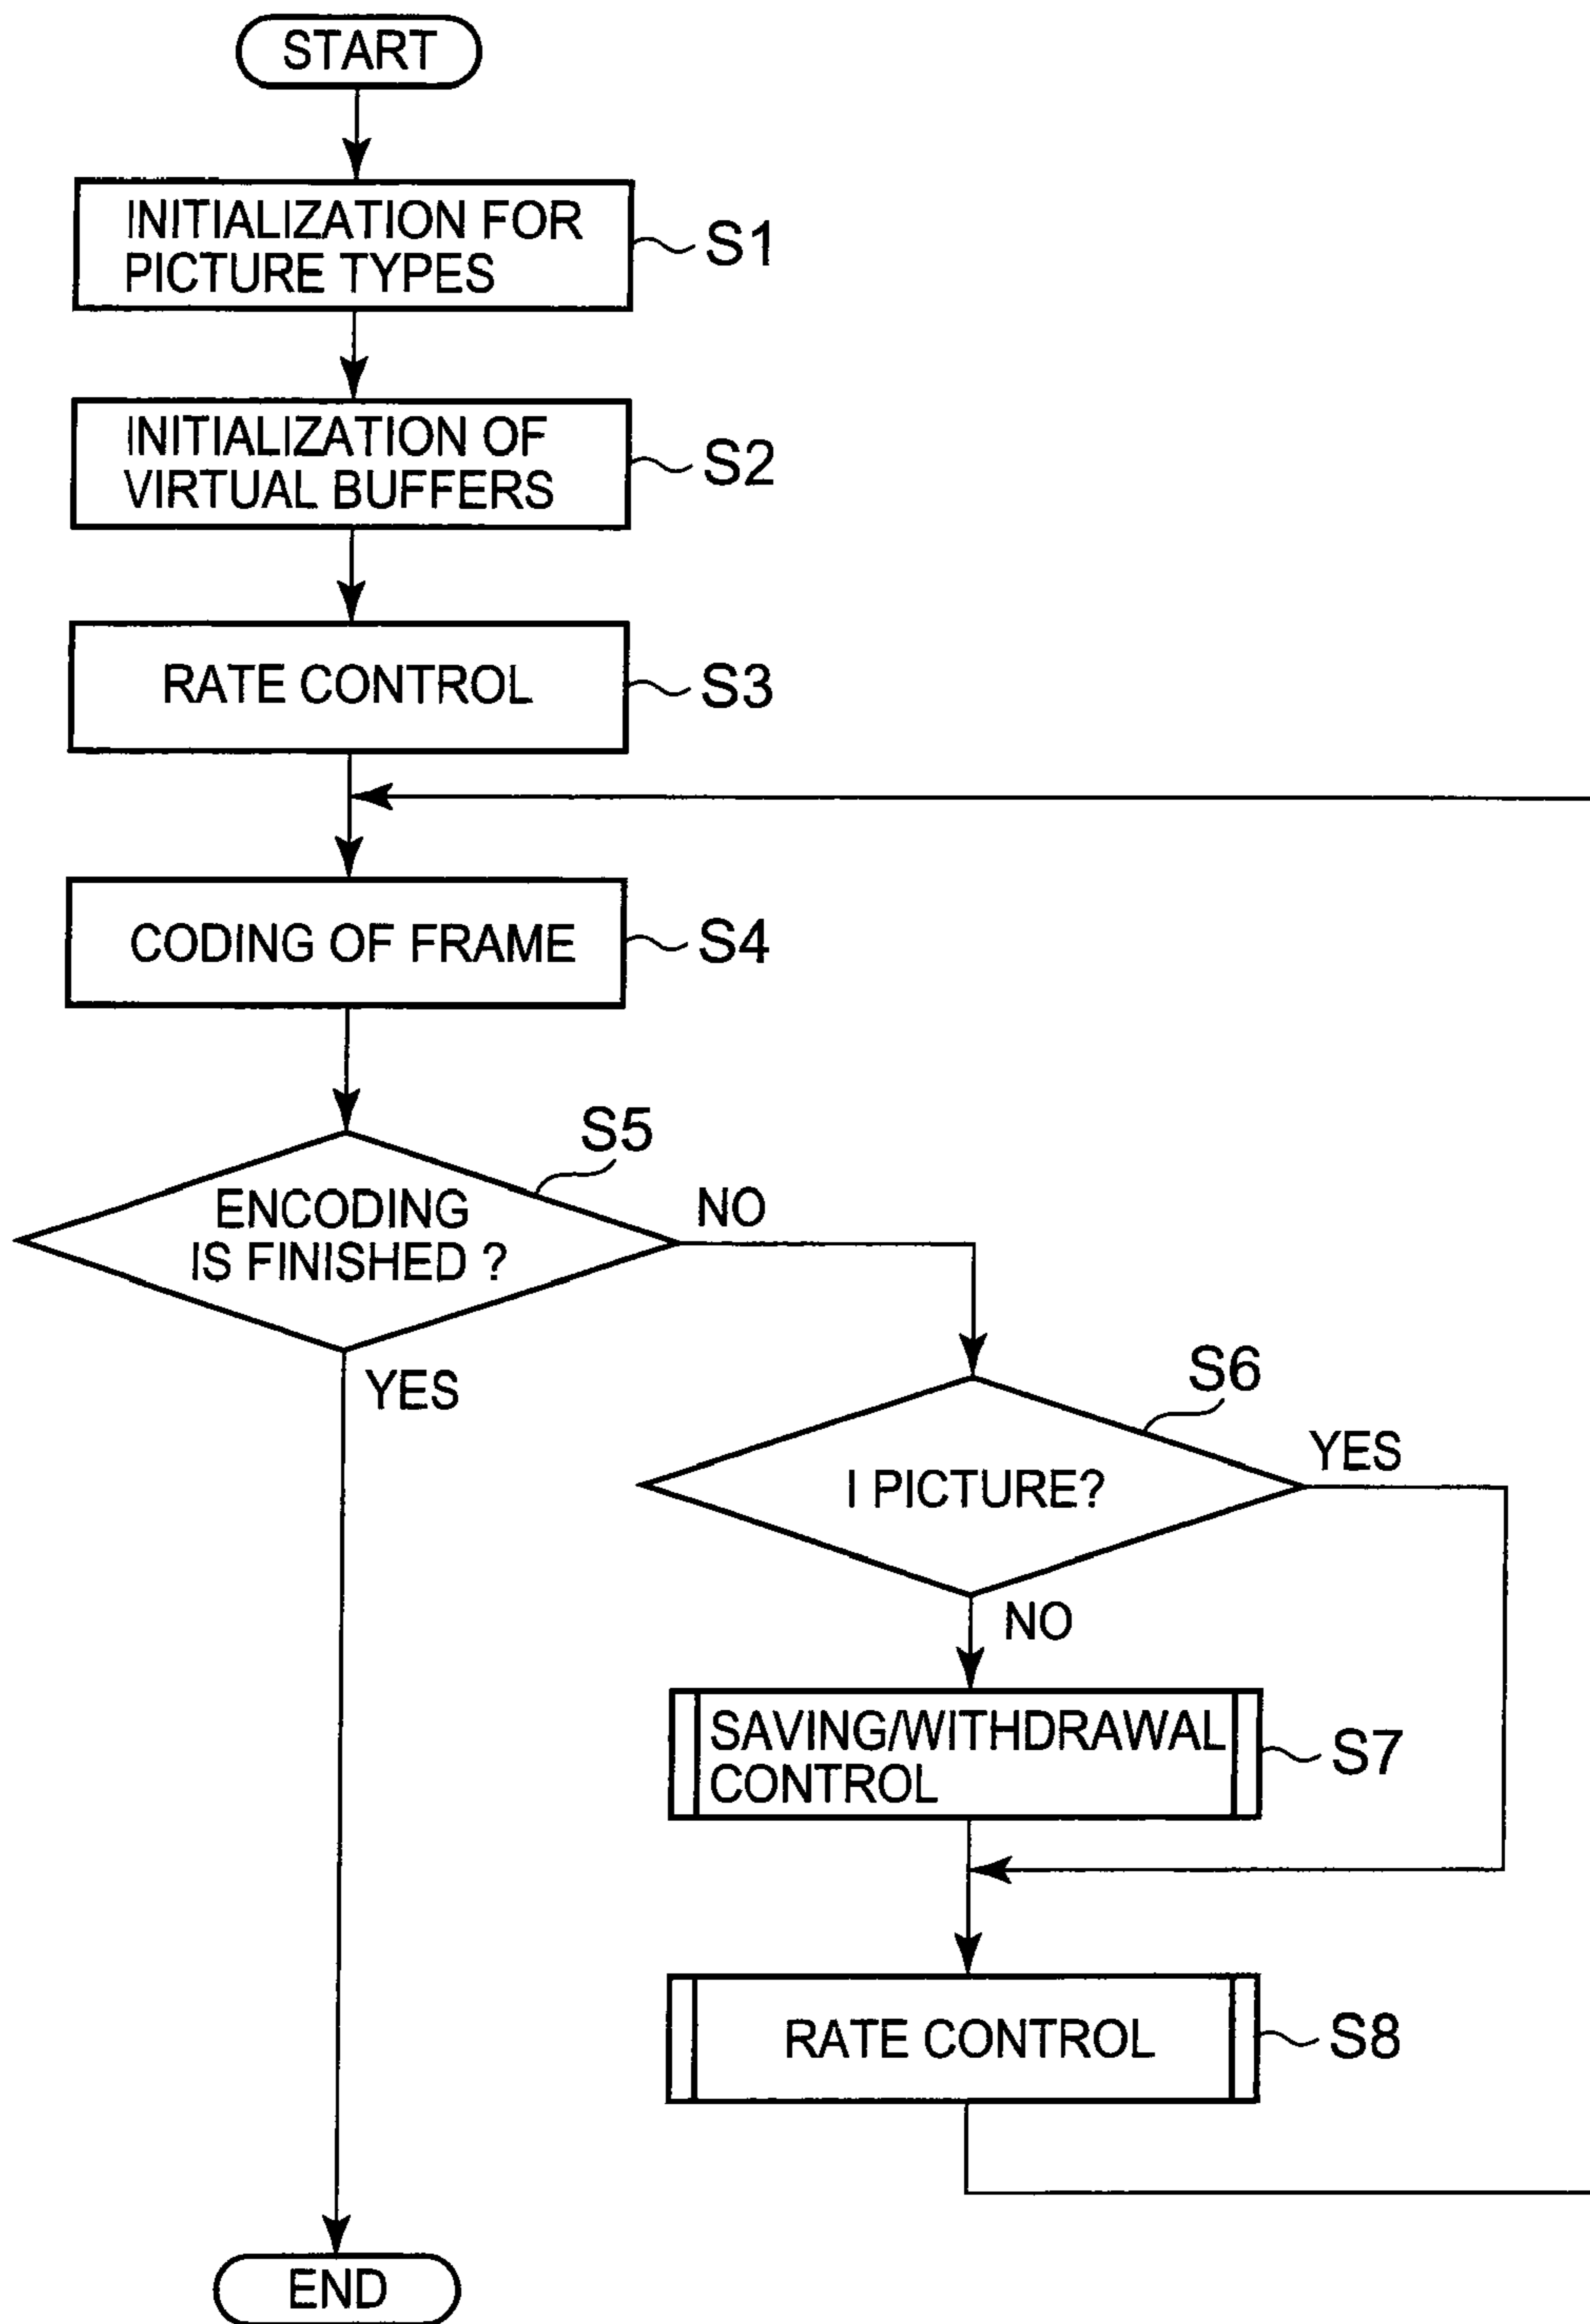 START
INITIALIZATION FOR
PICTURE TYPES
S1
INITIALIZATION OF
VIRTUAL BUFFERS
S2
RATE CONTROL
S3
CODING OF FRAME
S4
S5
ENCODING
IS FINISHED ?
NO
YES
S6
I PICTURE?
YES
NO
SAVING/WITHDRAWAL
CONTROL
S7
RATE CONTROL
S8
END